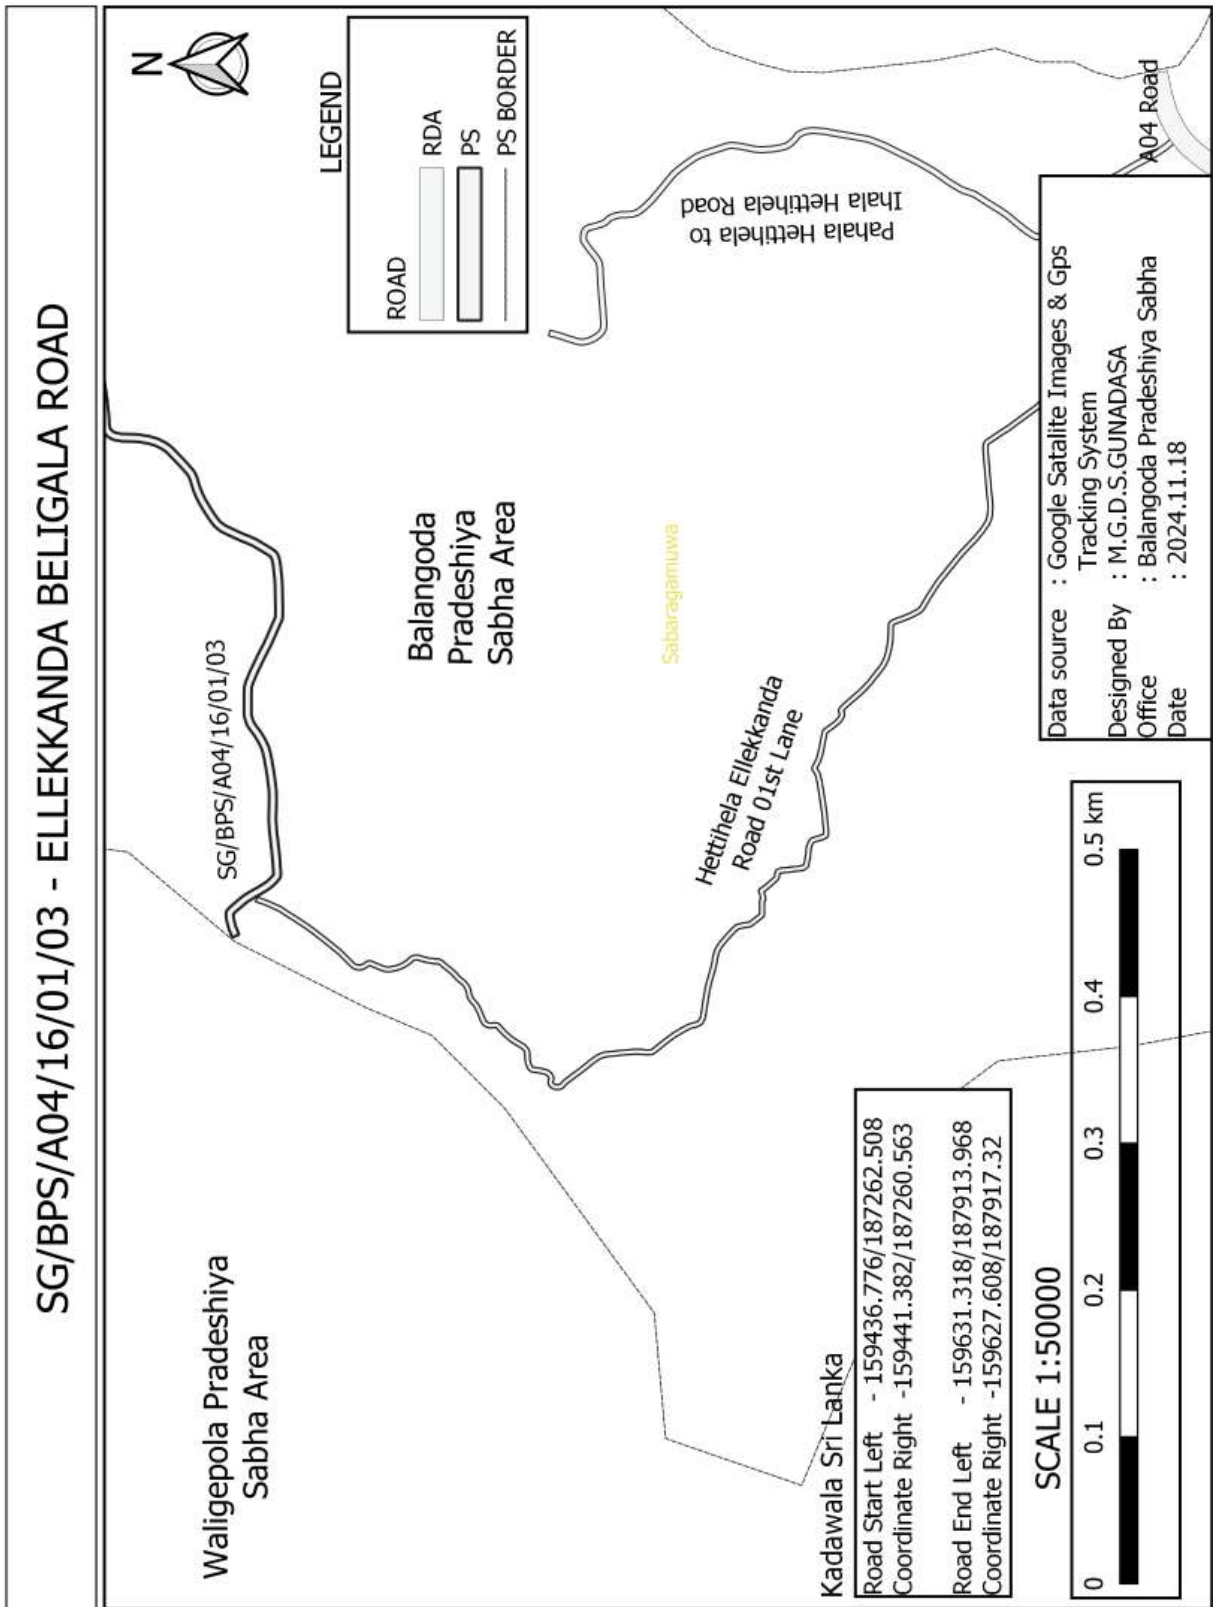 SG/BPS/A04/16/01/03 - ELLEKKANDA BELIGALA ROAD
N
Waligepola Pradeshiya
Sabha Area
SG/BPS/A04/16/01/03
LEGEND
ROAD
RDA
PS
PS BORDER
Balangoda
Pradeshiya
Sabha Area
Sabaragamuwa
Pahala Hettihela to
Ihala Hettihela Road
Hettihela Ellekkanda
Road 01st Lane
A04 Road
Kadawala Sri Lanka
Road Start Left - 159436.776/187262.508
Coordinate Right -159441.382/187260.563
Road End Left - 159631.318/187913.968
Coordinate Right -159627.608/187917.32
SCALE 1:50000
0 0.1 0.2 0.3 0.4 0.5 km
Data source : Google Satalite Images & Gps
Tracking System
Designed By : M.G.D.S.GUNADASA
Office : Balangoda Pradeshiya Sabha
Date : 2024.11.18